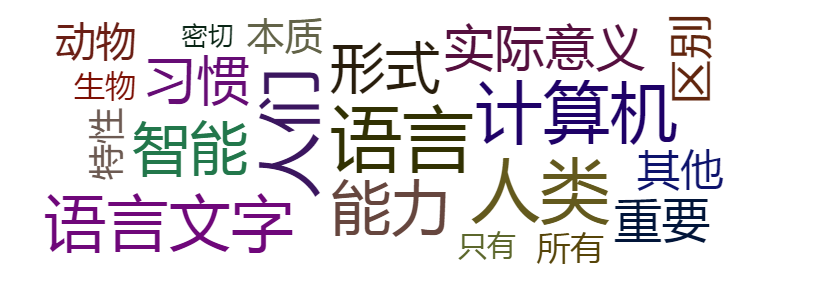 动物
密切
本质
形式
实际意义
区别
生物
习惯
人们
语言
计算机
特性
智能
语言文字
能力
人类
其他
重要
只有
所有